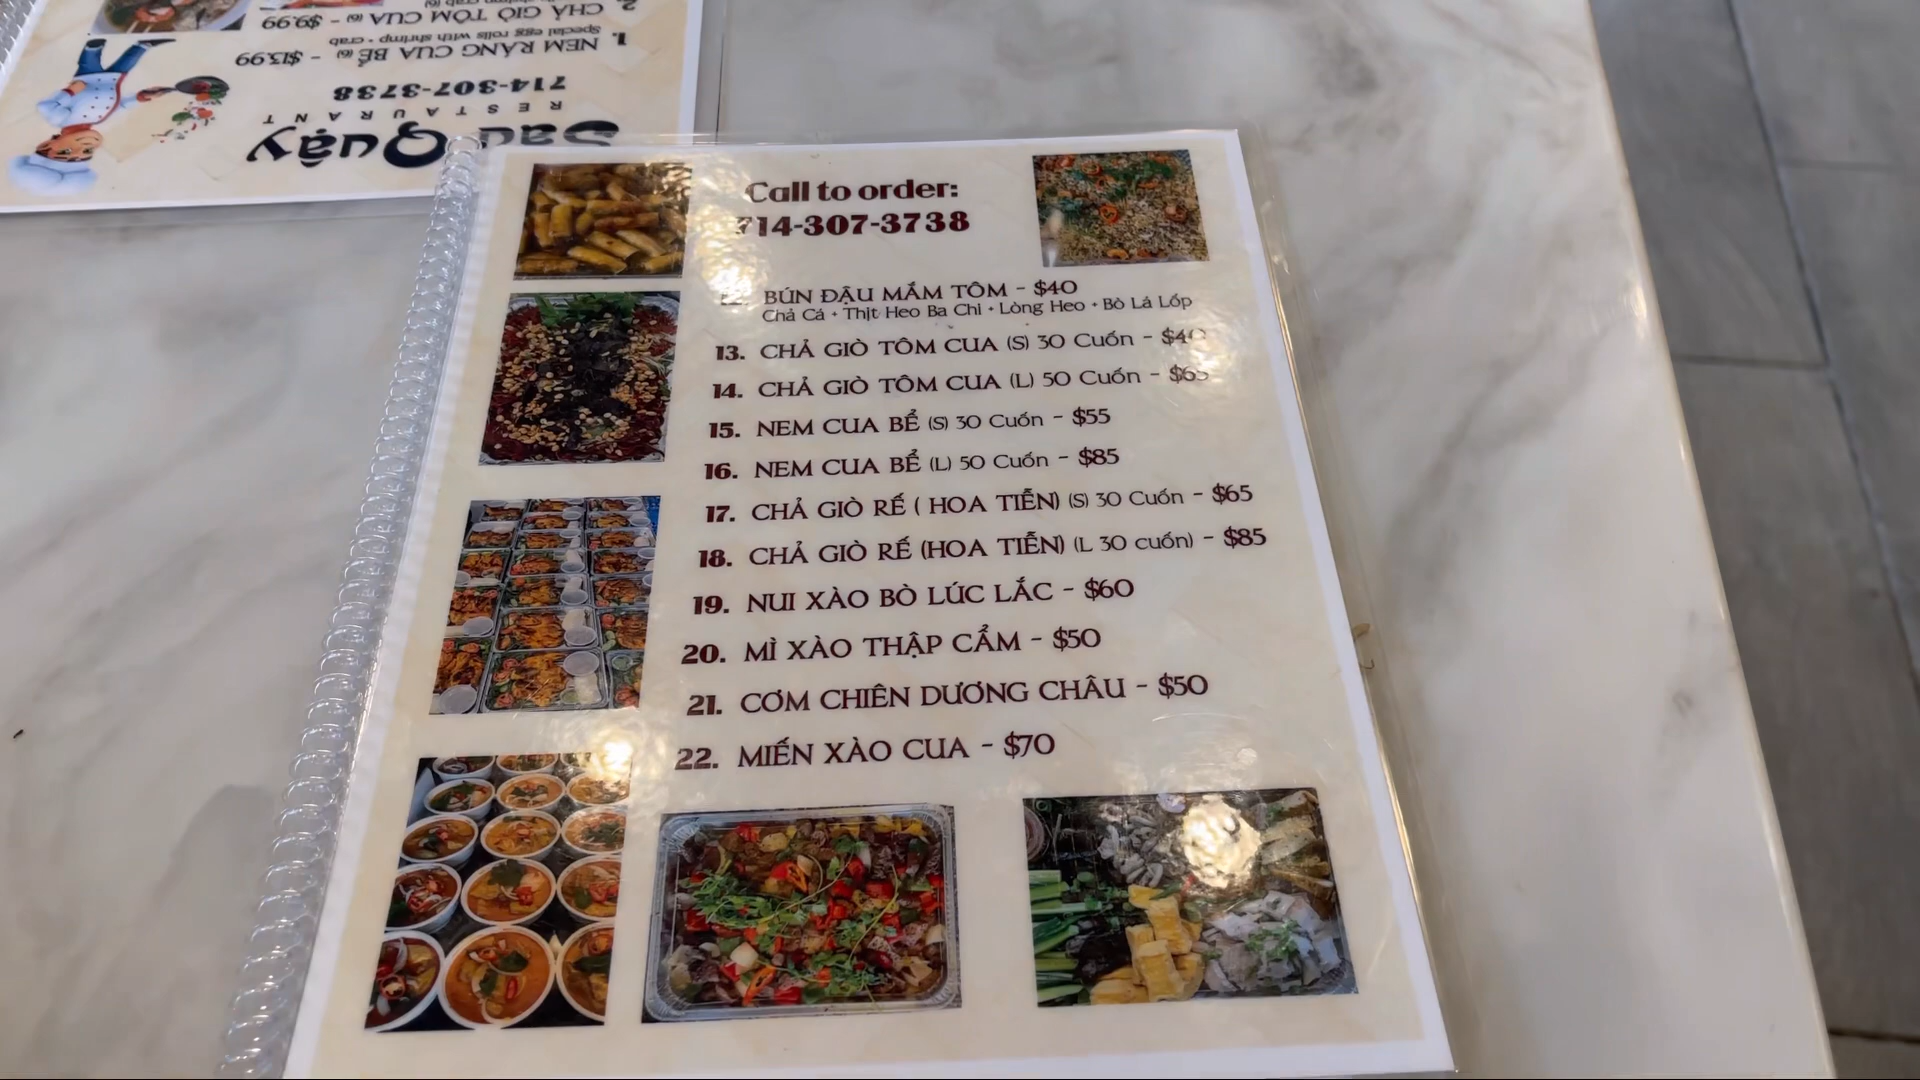 2. CHẢ GIÒ TÔM CUA (6) - $9.99
1. NEM RÁNG CUA BỂ (6) - $13.99
Special egg rolls with shrimp + crab
714-307-3738
RESTAURANT
Sau Quậy
Call to order:
714-307-3738
BÚN ĐẬU MẮM TÔM - $40
Chả Cá + Thịt Heo Ba Chỉ + Lòng Heo + Bò Lá Lốp
13. CHẢ GIÒ TÔM CUA (S) 30 Cuốn -
14. CHẢ GIÒ TÔM CUA (L) 50 Cuốn - $65
15. NEM CUA BỂ (S) 30 Cuốn - $55
16. NEM CUA BỂ (L) 50 Cuốn - $85
17. CHẢ GIÒ RẾ ( HOA TIỄN) (S) 30 Cuốn - $65
18. CHẢ GIÒ RẾ (HOA TIỄN) (L 30 cuốn) - $85
19. NUI XÀO BÒ LÚC LẮC - $60
20. MÌ XÀO THẬP CẨM - $50
21. CƠM CHIÊN DƯƠNG CHÂU - $50
22. MIẾN XÀO CUA - $70